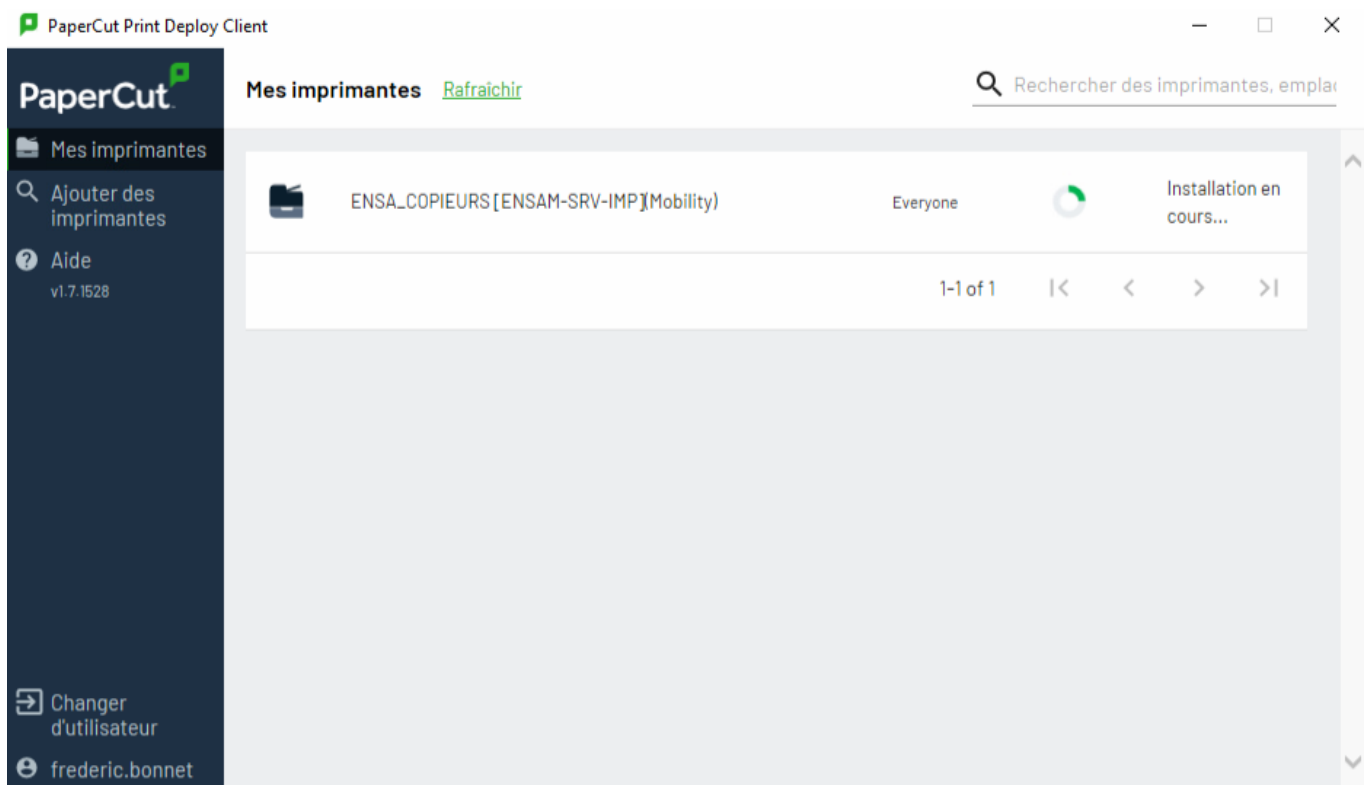 PaperCut Print Deploy Client
PaperCut
Mes imprimantes Rafraîchir
Rechercher des imprimantes, emplac
Mes imprimantes
Ajouter des
imprimantes
Aide
v1.7.1528
ENSA_COPIEURS [ENSAM-SRV-IMP](Mobility)
Everyone
Installation en
cours...
1-1 of 1
Changer
d'utilisateur
frederic.bonnet